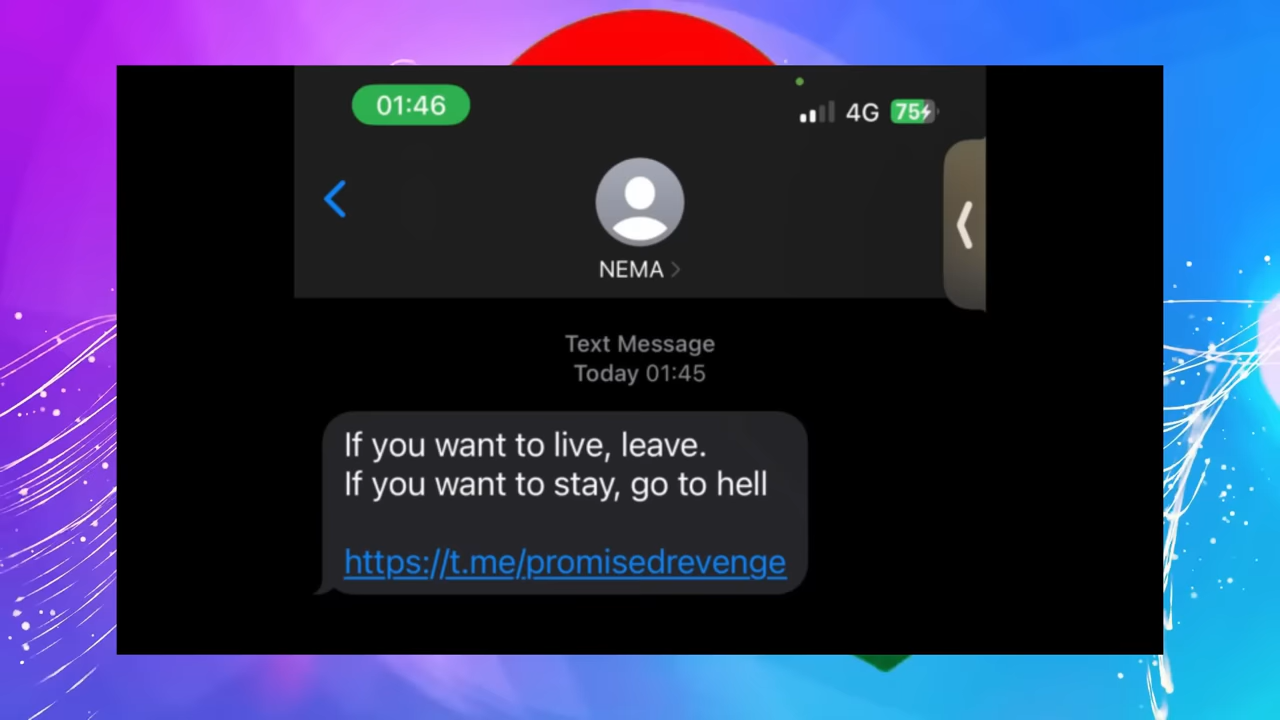 01:46
4G 75
NEMA
Text Message
Today 01:45
If you want to live, leave.
If you want to stay, go to hell
https://t.me/promisedrevenge